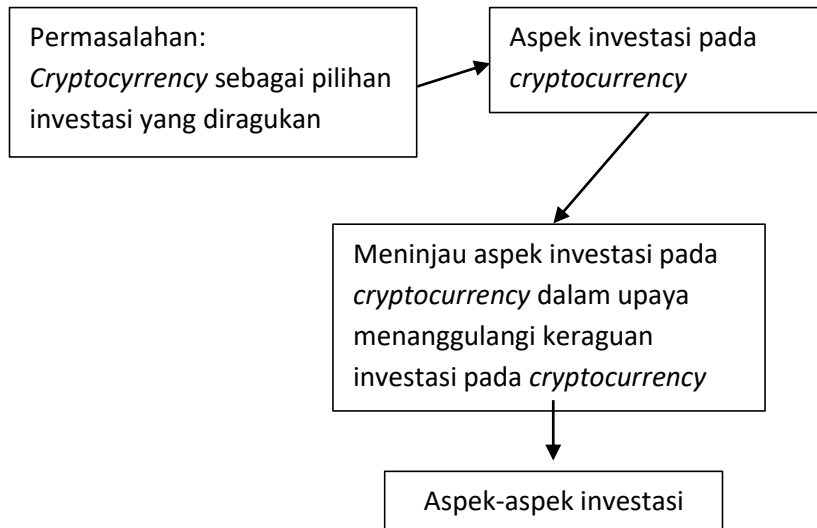 Permasalahan:
Cryptocyrrency sebagai pilihan
investasi yang diragukan
Aspek investasi pada
cryptocurrency
Meninjau aspek investasi pada
cryptocurrency dalam upaya
menanggulangi keraguan
investasi pada cryptocurrency
Aspek-aspek investasi